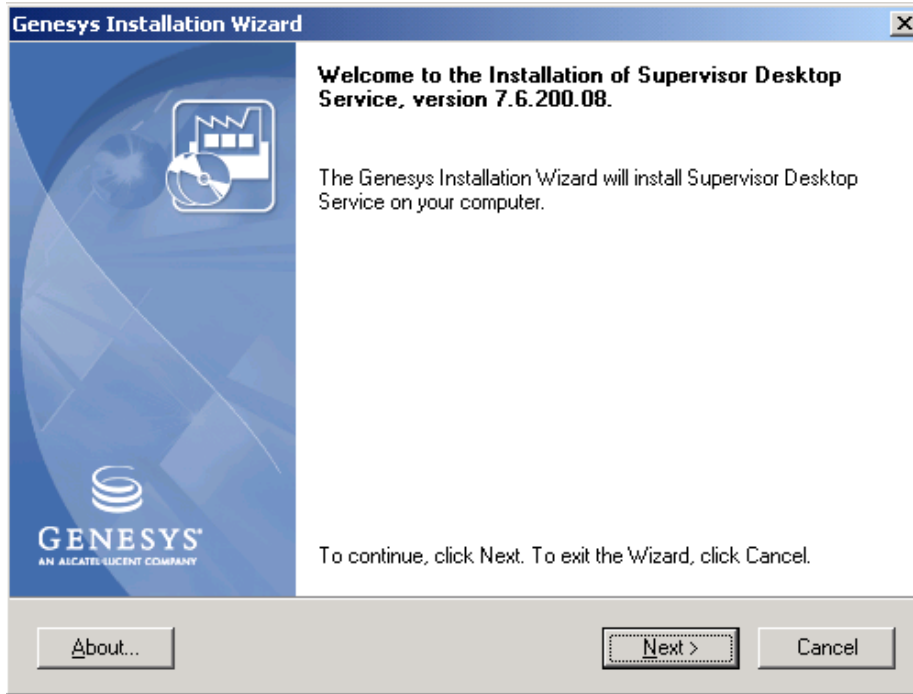 Genesys Installation Wizard
Welcome to the Installation of Supervisor Desktop
Service, version 7.6.200.08.
The Genesys Installation Wizard will install Supervisor Desktop
Service on your computer.
GENESYS
AN ALCATEL-LUCENT COMPANY
To continue, click Next. To exit the Wizard, click Cancel.
About...
Next >
Cancel